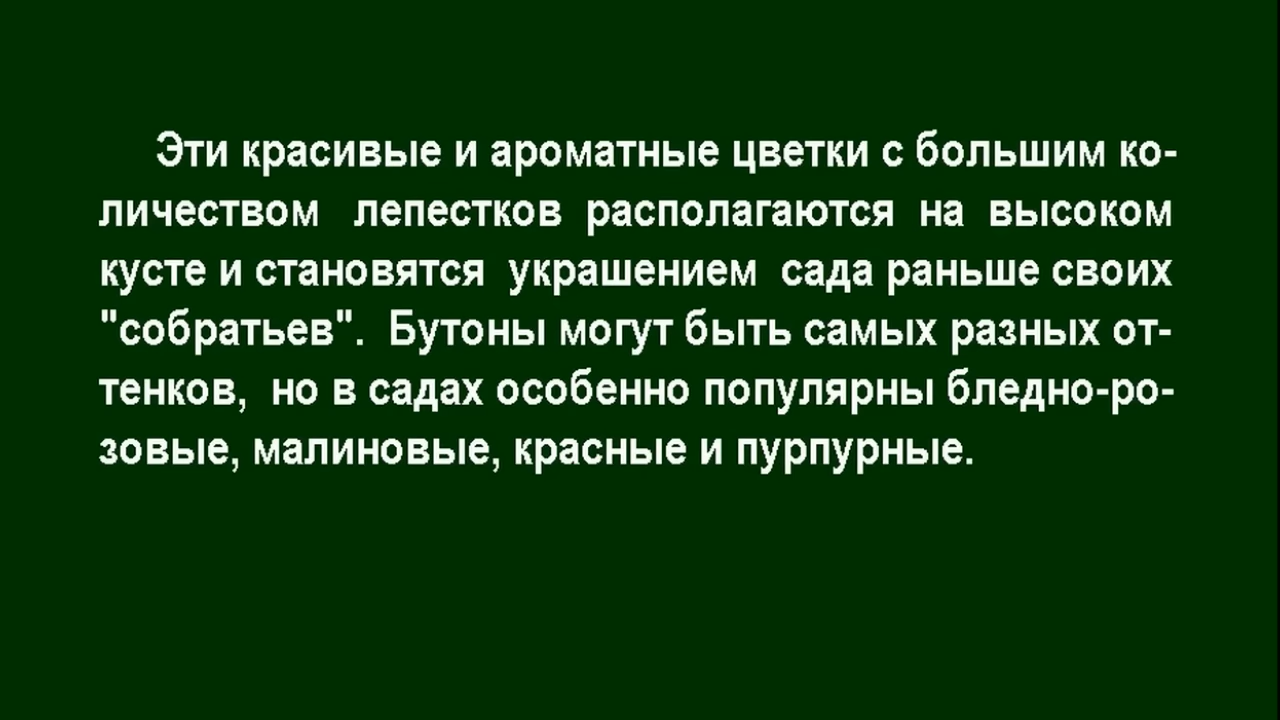 Эти красивые и ароматные цветки с большим ко-
личеством лепестков располагаются на высоком
кусте и становятся украшением сада раньше своих
"собратьев". Бутоны могут быть самых разных от-
тенков, но в садах особенно популярны бледно-ро-
зовые, малиновые, красные и пурпурные.